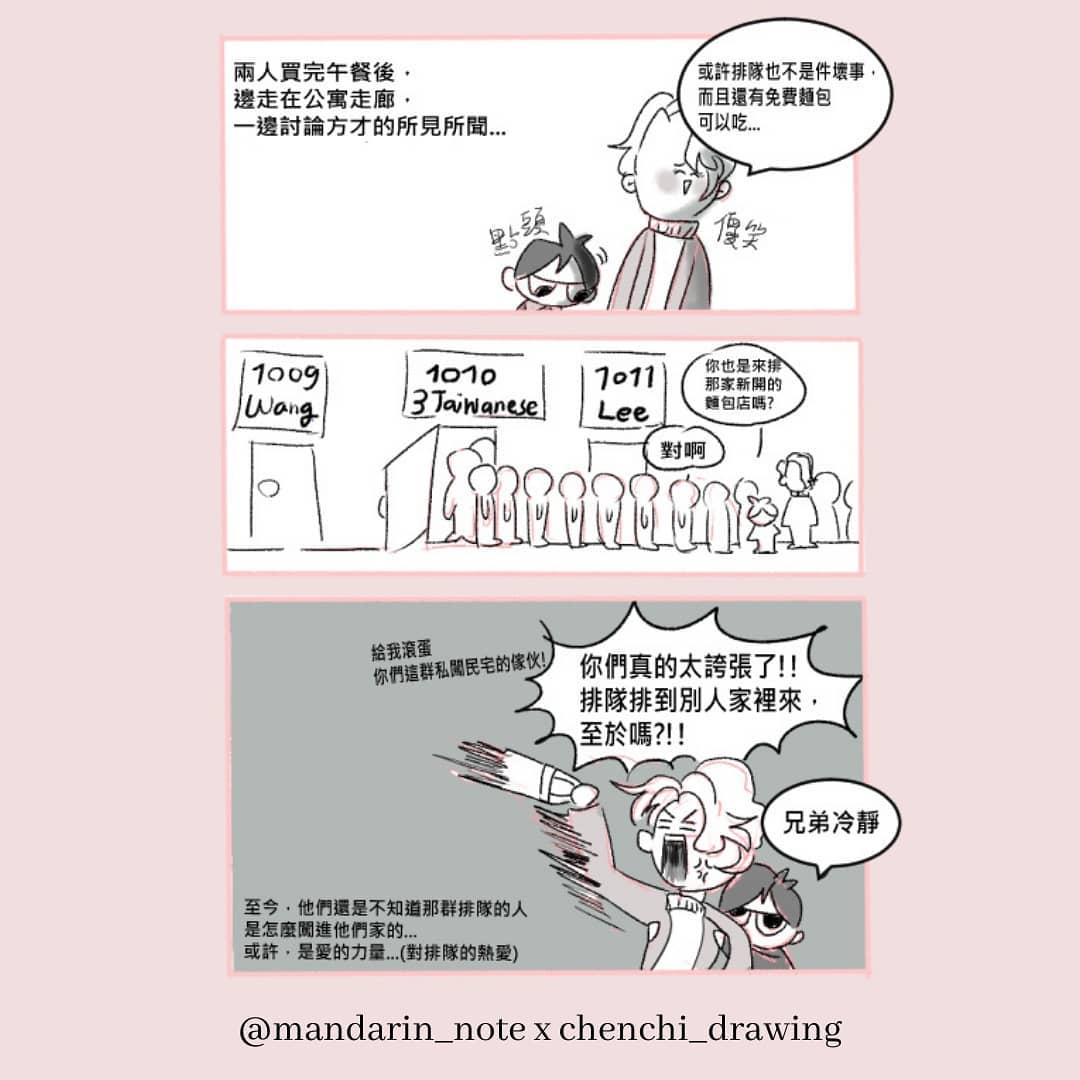 兩人買完午餐後，
邊走在公寓走廊，
一邊討論方才的所見所聞...
或許排隊也不是件壞事，
而且還有免費麵包
可以吃...
點頭
傻笑
1009
Wang
1010
3 Taiwanese
1011
Lee
你也是來排
那家新開的
麵包店嗎?
對啊
給我滾蛋
你們這群私闖民宅的傢伙!
你們真的太誇張了!!
排隊排到別人家裡來，
至於嗎?!!
兄弟冷靜
至今，他們還是不知道那群排隊的人
是怎麼闖進他們家的...
或許，是愛的力量...(對排隊的熱愛)
@mandarin_note x chenchi_drawing